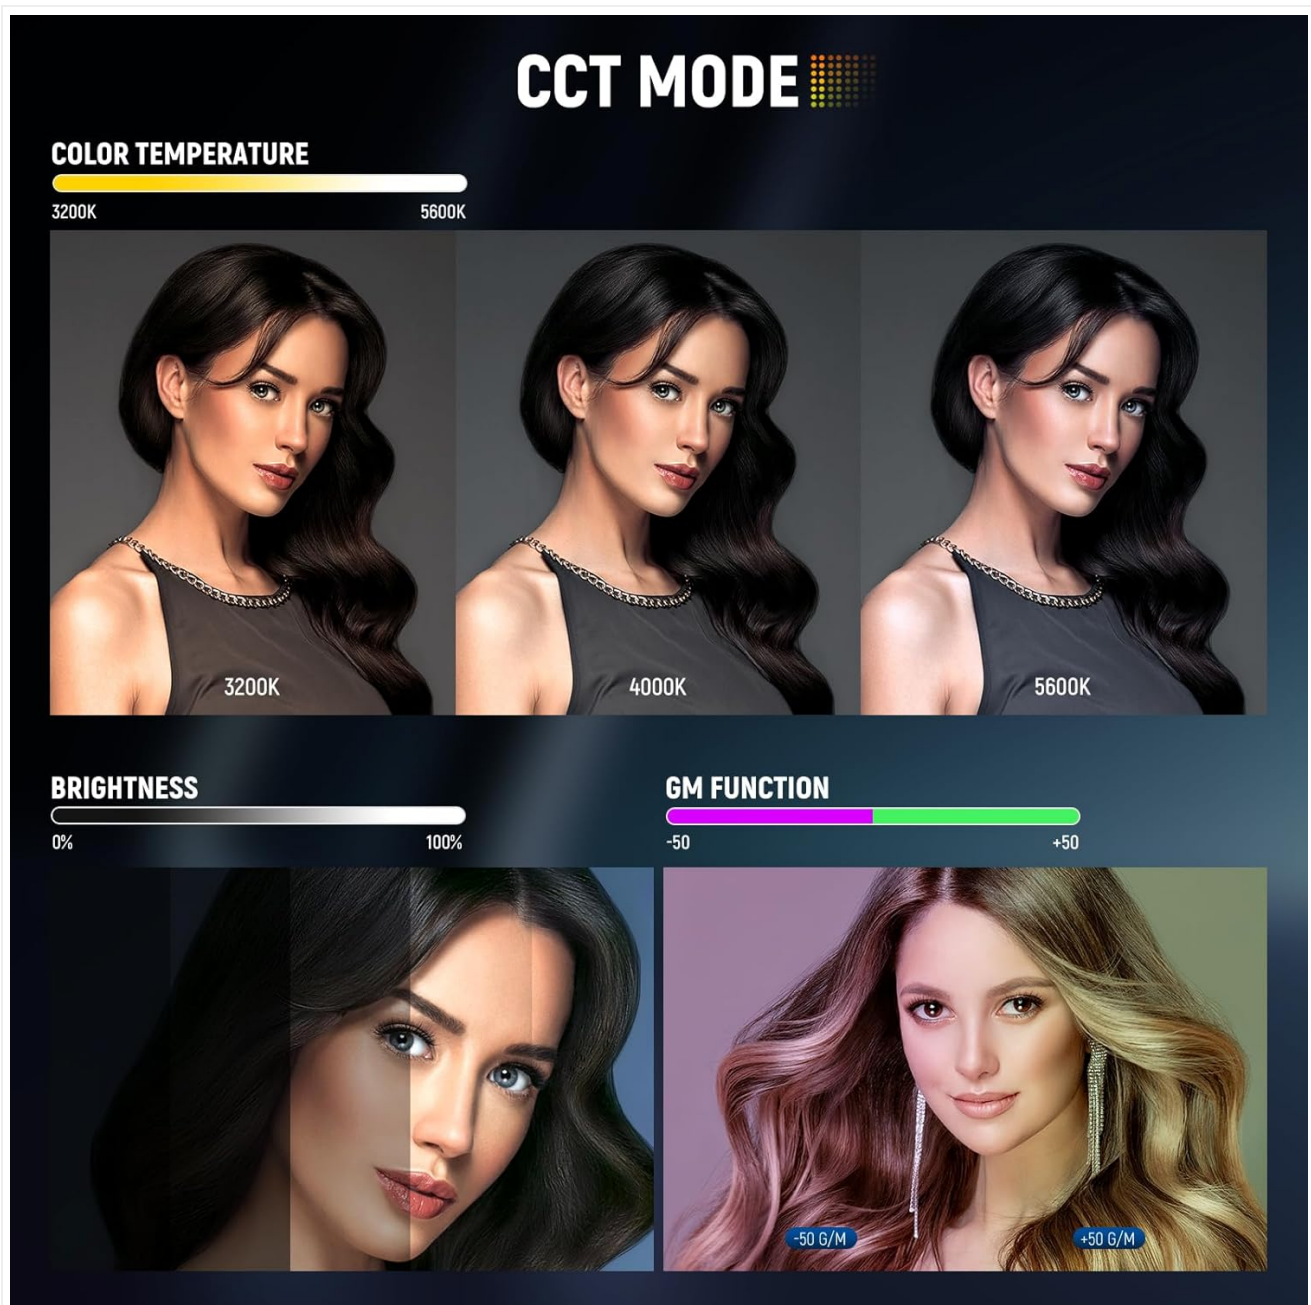 CCT MODE
COLOR TEMPERATURE
3200K 5600K
3200K 4000K 5600K
BRIGHTNESS
0% 100%
GM FUNCTION
-50 +50
-50 G/M +50 G/M